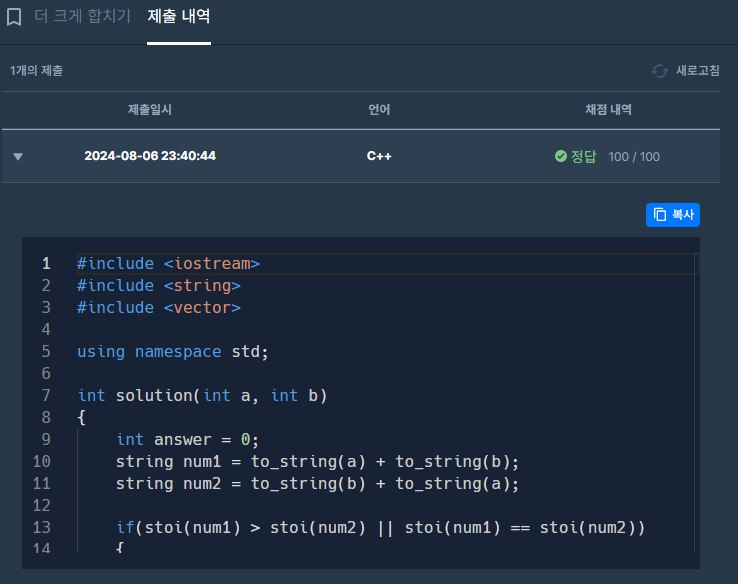 더 크게 합치기 제출 내역
1개의 제출 새로고침
제출일시 언어 채점 내역
2024-08-06 23:40:44 C++ 정답 100 / 100
복사
1 #include <iostream>
2 #include <string>
3 #include <vector>
4
5 using namespace std;
6
7 int solution(int a, int b)
8 {
9     int answer = 0;
10     string num1 = to_string(a) + to_string(b);
11     string num2 = to_string(b) + to_string(a);
12
13     if(stoi(num1) > stoi(num2) || stoi(num1) == stoi(num2))
14     {